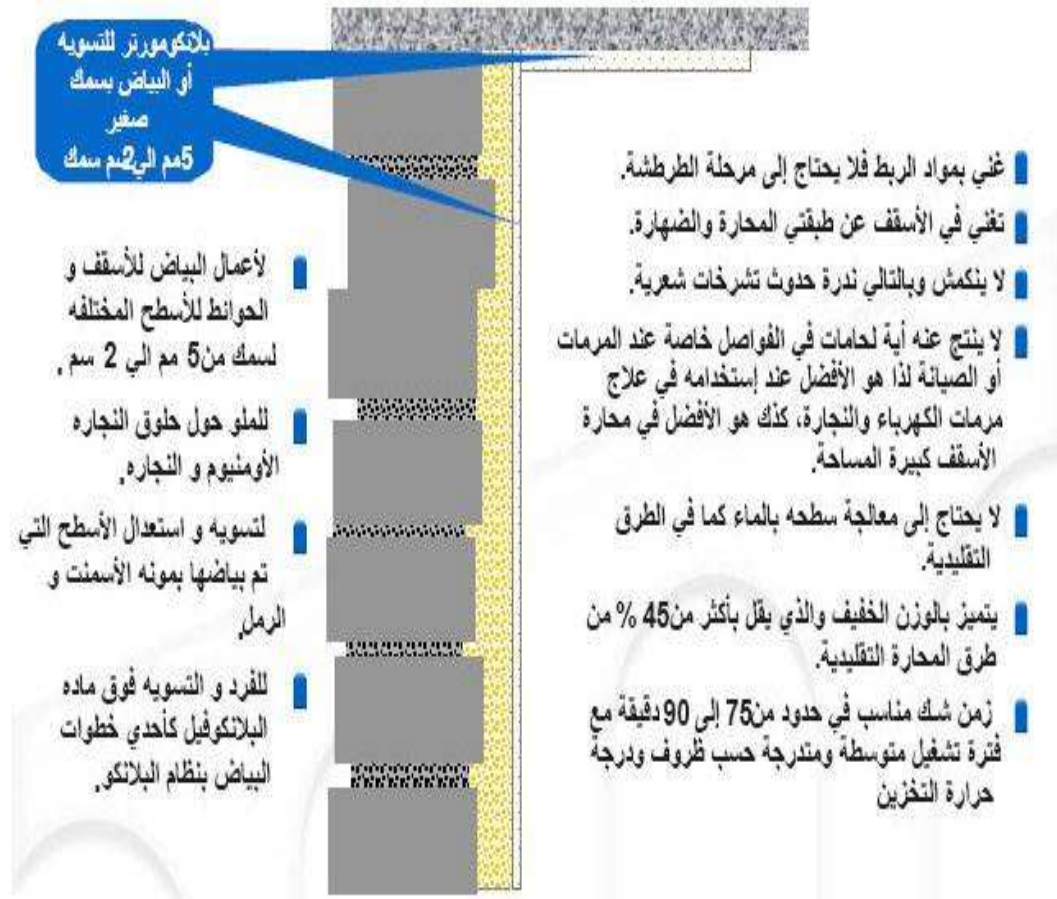 بلانكومورتر للتسويه
أو البياض بسمك
صغير
5مم الي2سم سمك
غني بمواد الربط فلا يحتاج إلى مرحلة الطرطشة.
تغني في الأسقف عن طبقتي المحارة والضهارة.
لا ينكمش وبالتالي ندرة حدوث تشرخات شعرية.
لا ينتج عنه أية لحامات في الفواصل خاصة عند المرمات
أو الصيانة لذا هو الأفضل عند إستخدامه في علاج
مرمات الكهرباء والنجارة، كذك هو الأفضل في محارة
الأسقف كبيرة المساحة.
لا يحتاج إلى معالجة سطحه بالماء كما في الطرق
التقليدية.
يتميز بالوزن الخفيف والذي يقل بأكثر من45 % من
طرق المحارة التقليدية.
زمن شك مناسب في حدود من75 إلى 90دقيقة مع
فترة تشغيل متوسطة ومتدرجة حسب ظروف ودرجة
حرارة التخزين
لأعمال البياض للأسقف و
الحوائط للأسطح المختلفه
لسمك من5 مم الي 2 سم .
للملو حول حلوق النجاره
الأومنيوم و النجاره.
لتسويه و استعدال الأسطح التي
تم بياضها بمونه الأسمنت و
الرمل.
للفرد و التسويه فوق ماده
البلانكوفيل كأحدي خطوات
البياض بنظام البلانكو.